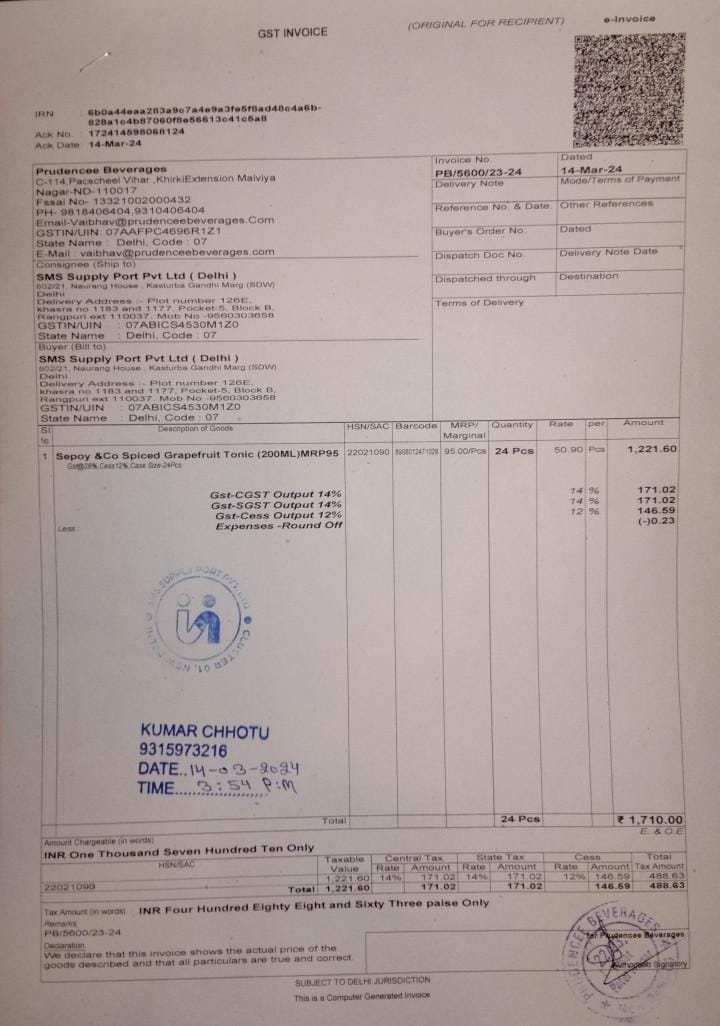 GST INVOICE
(ORIGINAL FOR RECIPIENT)
e-Invoice
IRN : 6b0a44eaa283a9c7a4e9a3fe5f8ad48c4a6b-
828a1c4b87060f8e56613c41c5a8
Ack No. : 172414598068124
Ack Date : 14-Mar-24
Prudencee Beverages
C-114,Pacscheel Vihar ,KhirkiExtension Malviya
Nagar-ND-110017
Fssai No- 13321002000432
PH- 9818406404,9310406404
Email-Vaibhav@prudenceebeverages.Com
GSTIN/UIN: 07AAFPC4696R1Z1
State Name : Delhi, Code : 07
E-Mail : vaibhav@prudenceebeverages.com
Invoice No. Dated
PB/5600/23-24 14-Mar-24
Delivery Note Mode/Terms of Payment
Reference No. & Date. Other References
Buyer's Order No. Dated
Dispatch Doc No. Delivery Note Date
Dispatched through Destination
Terms of Delivery
Consignee (Ship to)
SMS Supply Port Pvt Ltd ( Delhi )
602/21, Naurang House , Kasturba Gandhi Marg (SDW)
Delhi
Delivery Address :- Plot number 126E,
khasra no 1183 and 1177, Pocket-5, Block B,
Rangpuri ext 110037. Mob No -9560303658
GSTIN/UIN : 07ABICS4530M1Z0
State Name : Delhi, Code : 07
Buyer (Bill to)
SMS Supply Port Pvt Ltd ( Delhi )
602/21, Naurang House , Kasturba Gandhi Marg (SDW)
Delhi
Delivery Address :- Plot number 126E,
khasra no 1183 and 1177, Pocket-5, Block B,
Rangpuri ext 110037. Mob No -9560303658
GSTIN/UIN : 07ABICS4530M1Z0
State Name : Delhi, Code : 07
Sl No. Description of Goods HSN/SAC Barcode MRP/ Marginal Quantity Rate per Amount
1 Sepoy &Co Spiced Grapefruit Tonic (200ML)MRP95 22021090 8908012471028 95.00/Pcs 24 Pcs 50.90 Pcs 1,221.60
Gst@28%, Cess12%, Case Size-24Pcs
Gst-CGST Output 14% 14 % 171.02
Gst-SGST Output 14% 14 % 171.02
Gst-Cess Output 12% 12 % 146.59
Less : Expenses -Round Off (-)0.23
SMS SUPPLY PORT PVT LTD
CLUSTER 01, NEW DELHI
KUMAR CHHOTU
9315973216
DATE..14-03-2024
TIME.........3:54 P:M
Total 24 Pcs ₹ 1,710.00
E. & O.E
Amount Chargeable (in words)
INR One Thousand Seven Hundred Ten Only
HSN/SAC Taxable Value Central Tax State Tax Cess Total
Rate Amount Rate Amount Rate Amount Tax Amount
22021090 1,221.60 14% 171.02 14% 171.02 12% 146.59 488.63
Total 1,221.60 171.02 171.02 146.59 488.63
Tax Amount (in words) : INR Four Hundred Eighty Eight and Sixty Three paise Only
Remarks
PB/5600/23-24
Declaration
We declare that this invoice shows the actual price of the
goods described and that all particulars are true and correct.
for Prudencee Beverages
PRUDENCEE BEVERAGES
Authorised Signatory
SUBJECT TO DELHI JURISDICTION
This is a Computer Generated Invoice